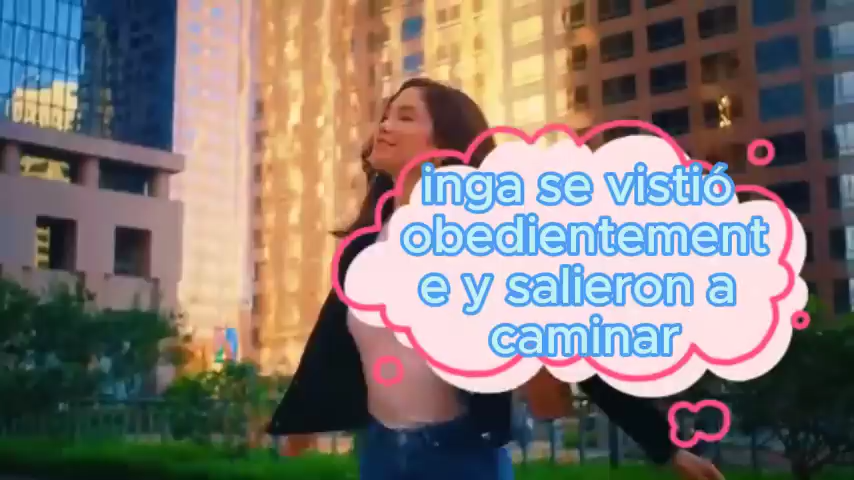 inga se vistió
obedientement
e y salieron a
caminar